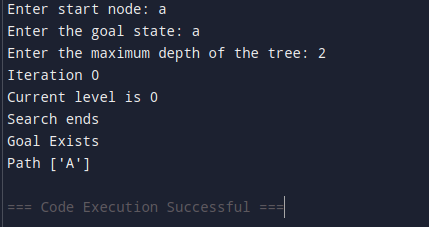 Enter start node: a
Enter the goal state: a
Enter the maximum depth of the tree: 2
Iteration 0
Current level is 0
Search ends
Goal Exists
Path ['A']
=== Code Execution Successful ===